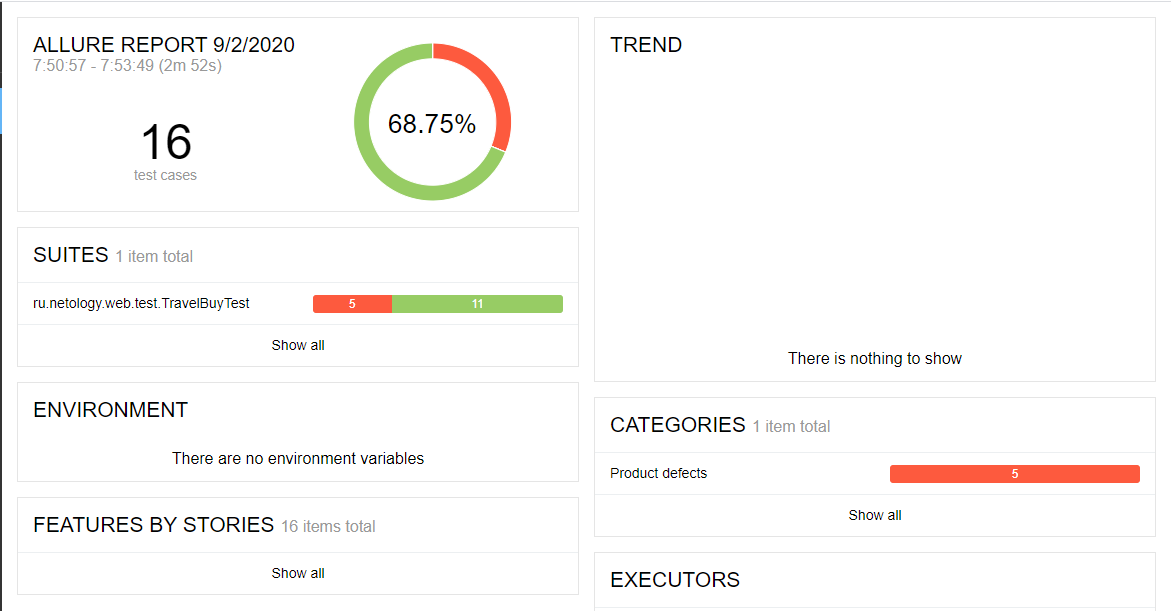 ALLURE REPORT 9/2/2020
7:50:57 - 7:53:49 (2m 52s)
16
test cases
68.75%
SUITES 1 item total
ru.netology.web.test.TravelBuyTest 5 11
Show all
ENVIRONMENT
There are no environment variables
FEATURES BY STORIES 16 items total
Show all
TREND
There is nothing to show
CATEGORIES 1 item total
Product defects 5
Show all
EXECUTORS